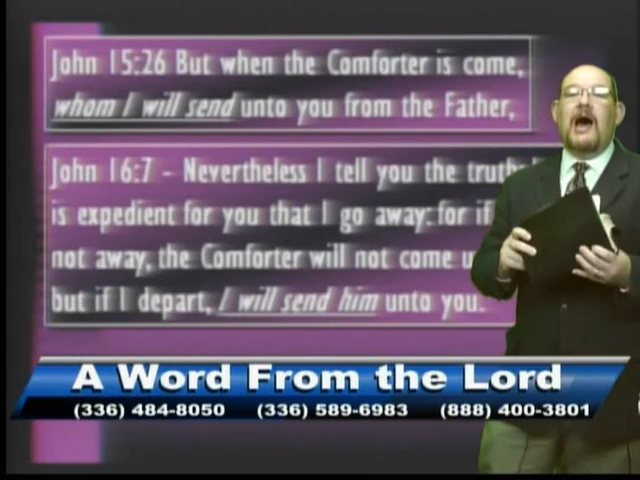 John 15:26 But when the Comforter is come,
whom I will send unto you from the Father,
John 16:7 - Nevertheless I tell you the truth
is expedient for you that I go away: for if
not away, the Comforter will not come u
but if I depart, I will send him unto you.
A Word From the Lord
(336) 484-8050 (336) 589-6983 (888) 400-3801